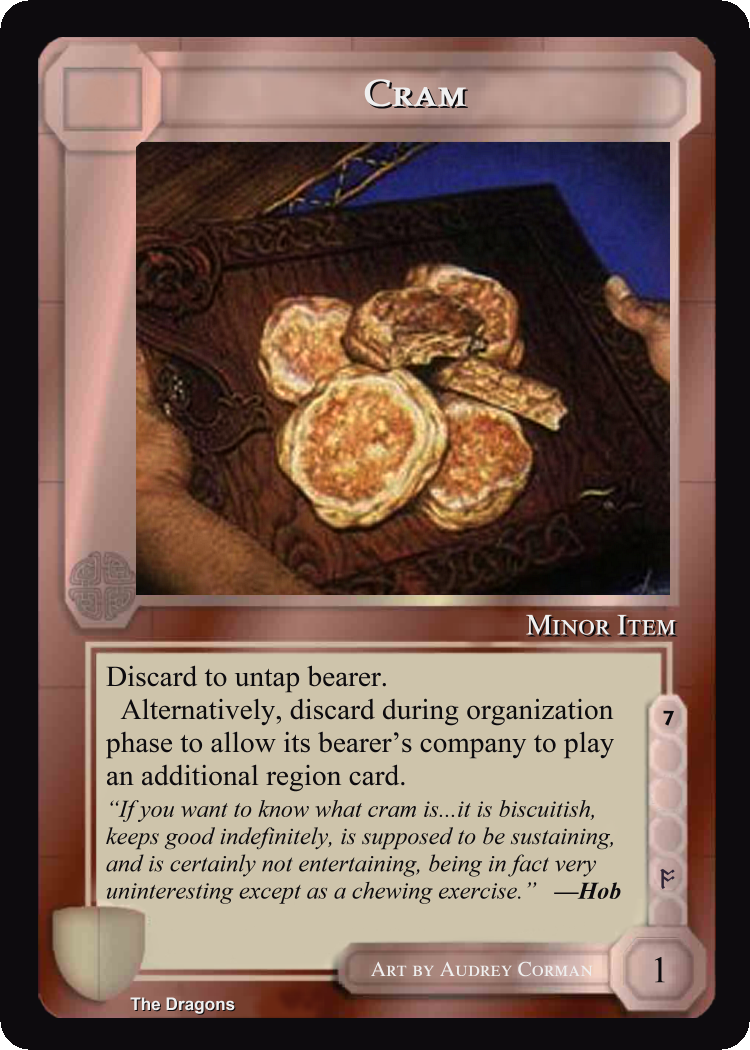 Cram
Minor Item
Discard to untap bearer.
Alternatively, discard during organization
phase to allow its bearer’s company to play
an additional region card.
“If you want to know what cram is...it is biscuitish,
keeps good indefinitely, is supposed to be sustaining,
and is certainly not entertaining, being in fact very
uninteresting except as a chewing exercise.” —Hob
7
ᚩ
Art by Audrey Corman
1
The Dragons